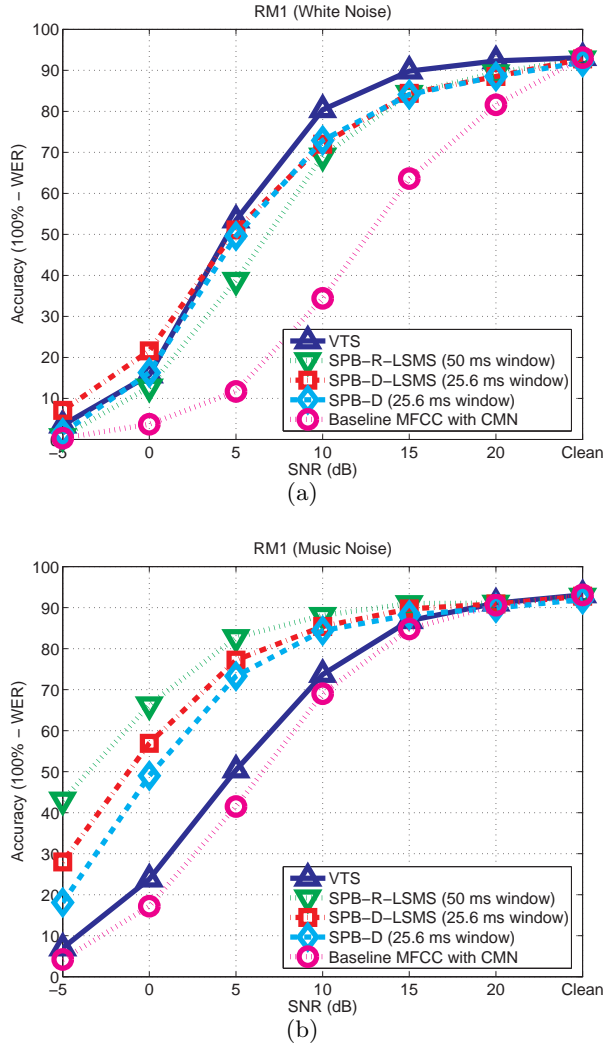 RM1 (White Noise)
100
90
80
70
60
50
40
30
20
10
0
Accuracy (100% − WER)
VTS
SPB−R−LSMS (50 ms window)
SPB−D−LSMS (25.6 ms window)
SPB−D (25.6 ms window)
Baseline MFCC with CMN
−5 0 5 10 15 20 Clean
SNR (dB)
(a)
RM1 (Music Noise)
100
90
80
70
60
50
40
30
20
10
0
Accuracy (100% − WER)
VTS
SPB−R−LSMS (50 ms window)
SPB−D−LSMS (25.6 ms window)
SPB−D (25.6 ms window)
Baseline MFCC with CMN
−5 0 5 10 15 20 Clean
SNR (dB)
(b)